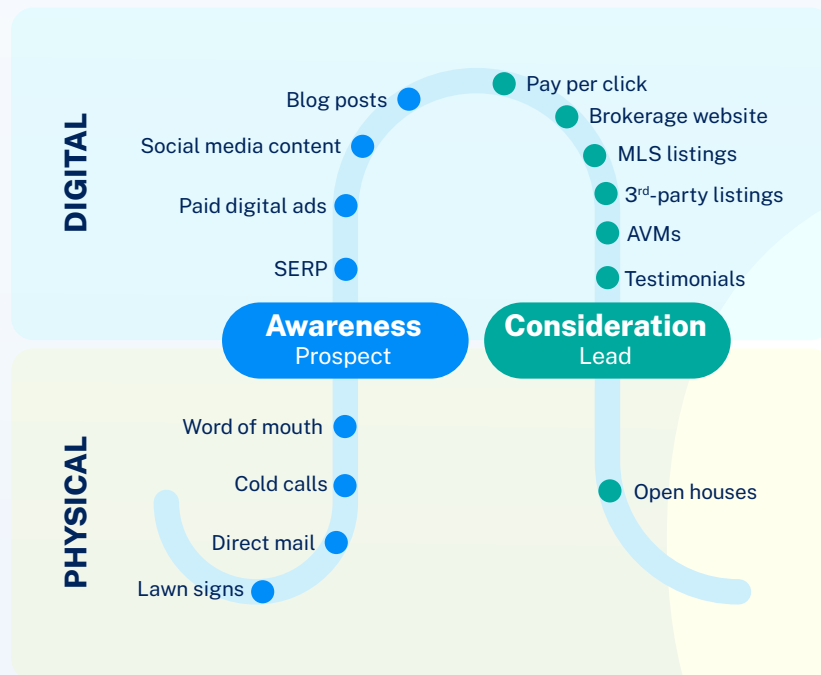 DIGITAL
Blog posts
Social media content
Paid digital ads
SERP
Pay per click
Brokerage website
MLS listings
3rd-party listings
AVMs
Testimonials
Awareness
Prospect
Consideration
Lead
PHYSICAL
Word of mouth
Cold calls
Direct mail
Lawn signs
Open houses